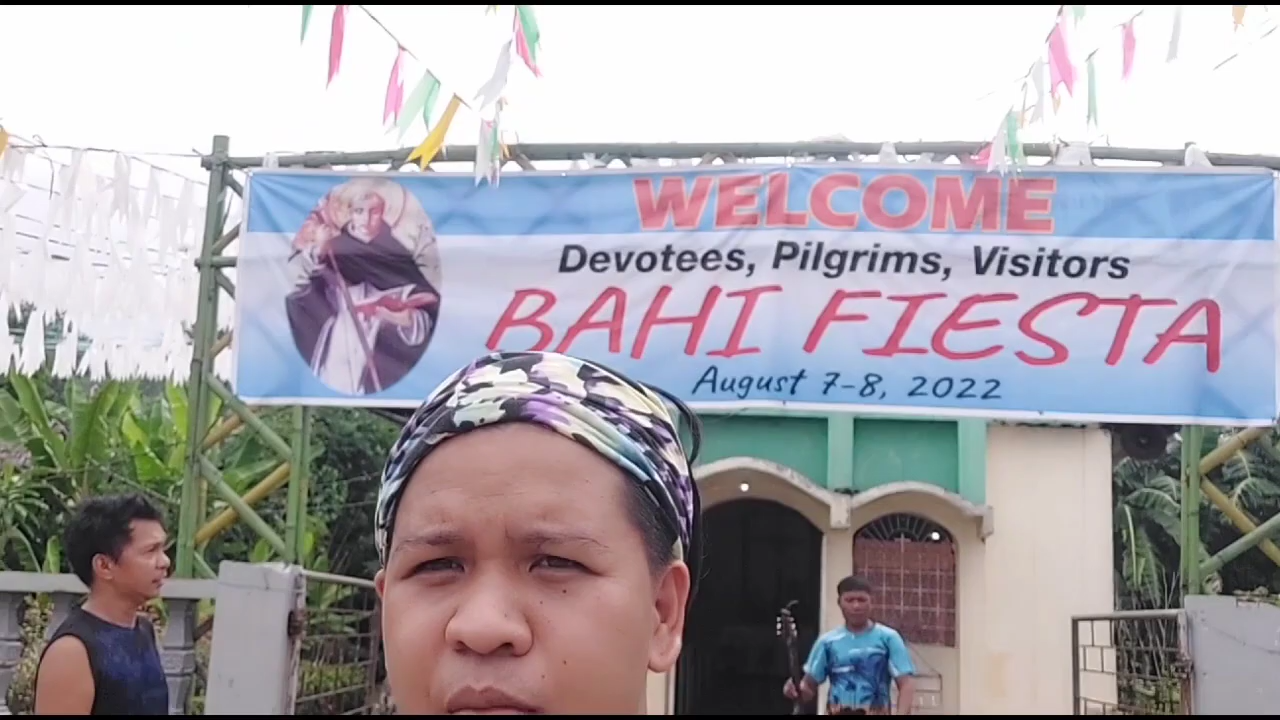 WELCOME
Devotees, Pilgrims, Visitors
BAHI FIESTA
August 7-8, 2022